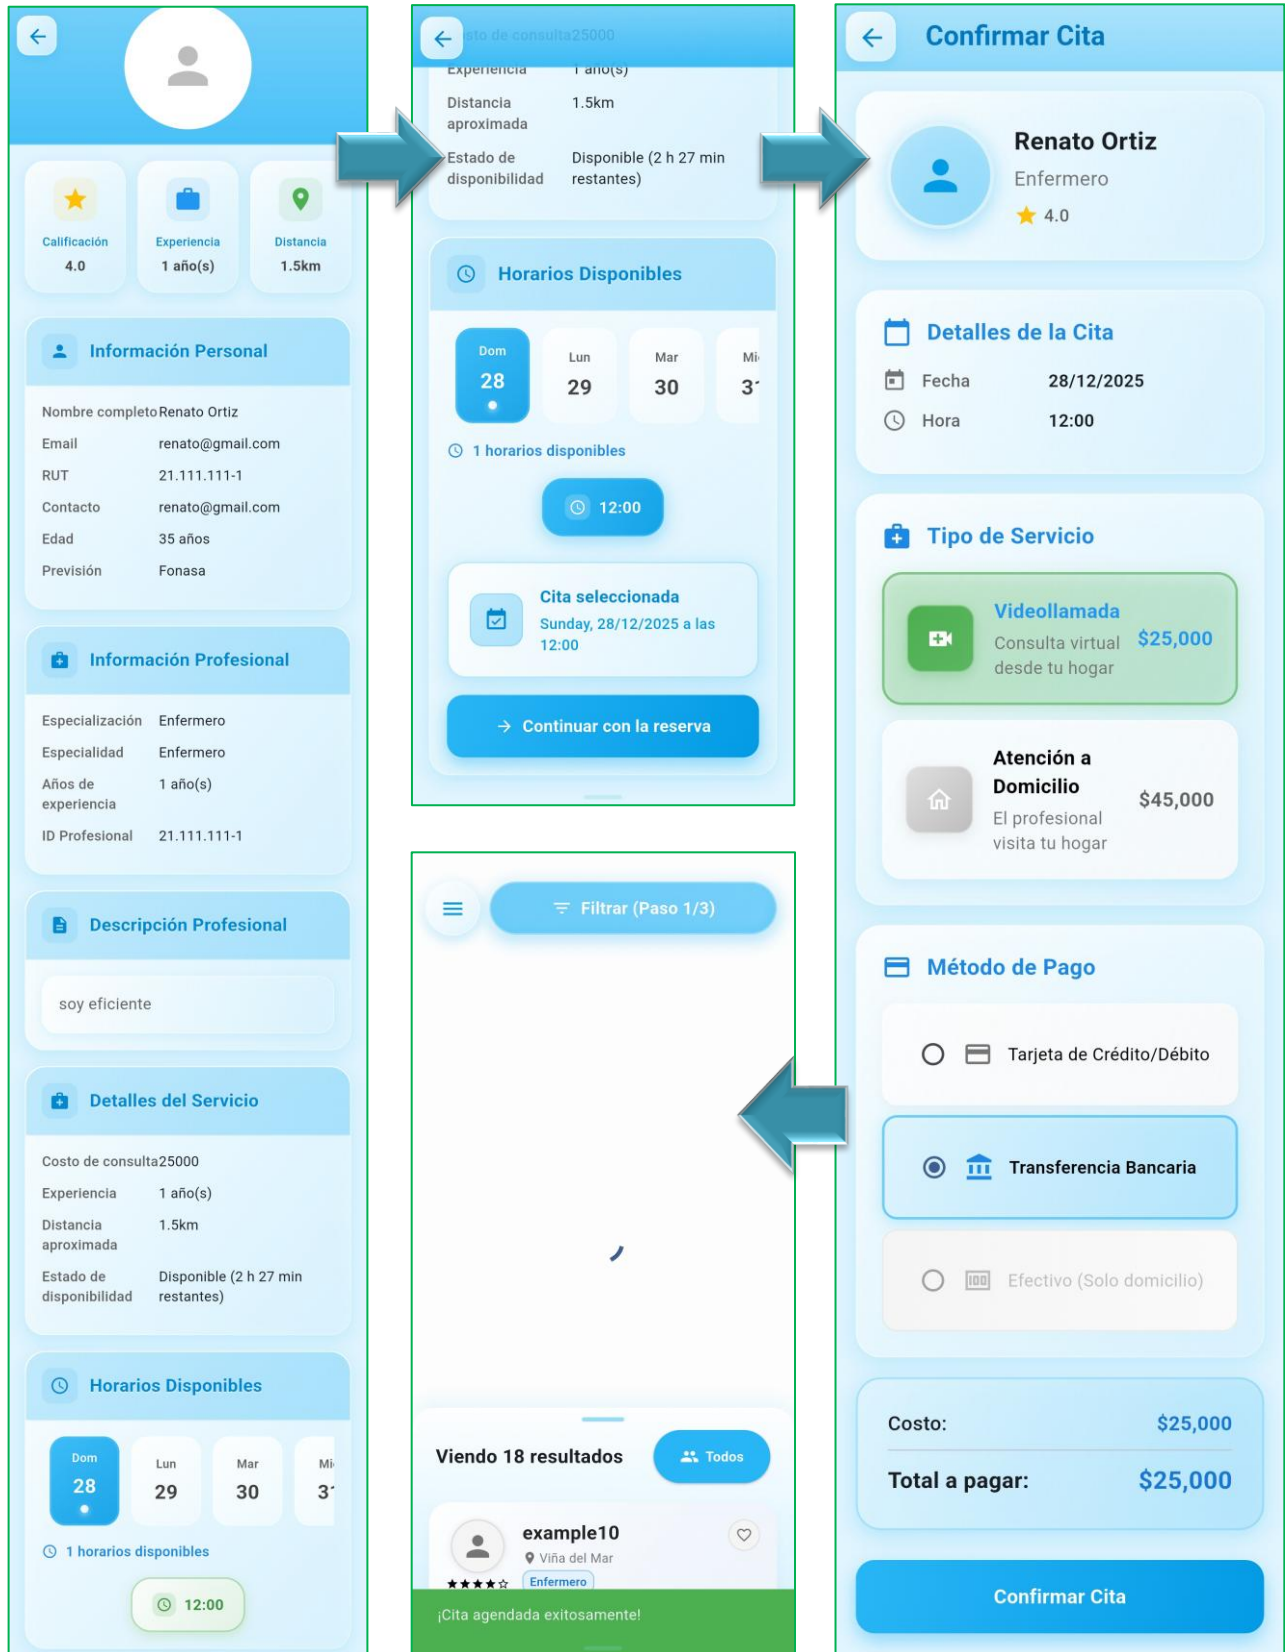 Calificación
4.0
Experiencia
1 año(s)
Distancia
1.5km
Información Personal
Nombre completo Renato Ortiz
Email renato@gmail.com
RUT 21.111.111-1
Contacto renato@gmail.com
Edad 35 años
Previsión Fonasa
Información Profesional
Especialización Enfermero
Especialidad Enfermero
Años de
experiencia 1 año(s)
ID Profesional 21.111.111-1
Descripción Profesional
soy eficiente
Detalles del Servicio
Costo de consulta 25000
Experiencia 1 año(s)
Distancia
aproximada 1.5km
Estado de
disponibilidad
Disponible (2 h 27 min
restantes)
Horarios Disponibles
Dom Lun Mar
28 29 30
1 horarios disponibles
12:00
de consulta25000
Experiencia 1 año(s)
Distancia
aproximada 1.5km
Estado de
disponibilidad
Disponible (2 h 27 min
restantes)
Horarios Disponibles
Dom Lun Mar
28 29 30
1 horarios disponibles
12:00
Cita seleccionada
Sunday, 28/12/2025 a las
12:00
Continuar con la reserva
Confirmar Cita
Renato Ortiz
Enfermero
4.0
Detalles de la Cita
Fecha 28/12/2025
Hora 12:00
Tipo de Servicio
Videollamada
Consulta virtual
desde tu hogar
$25,000
Atención a
Domicilio
El profesional
visita tu hogar
$45,000
Método de Pago
Tarjeta de Crédito/Débito
Transferencia Bancaria
Efectivo (Solo domicilio)
Costo: $25,000
Total a pagar: $25,000
Confirmar Cita
Filtrar (Paso 1/3)
Viendo 18 resultados
Todos
example10
Viña del Mar
Enfermero
¡Cita agendada exitosamente!